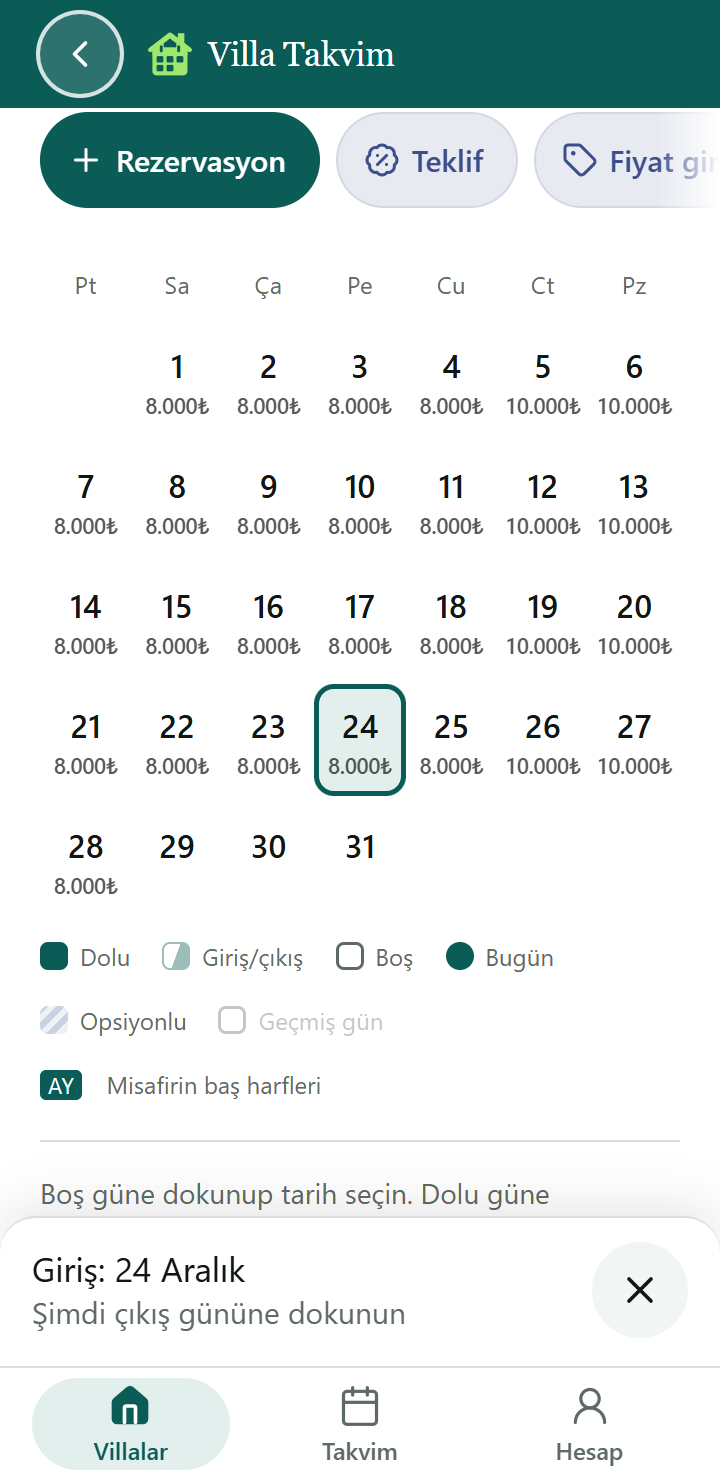 Villa Takvim
Rezervasyon
Teklif
Fiyat gir
Pt Sa Ça Pe Cu Ct Pz
1 2 3 4 5 6
8.000₺ 8.000₺ 8.000₺ 8.000₺ 10.000₺ 10.000₺
7 8 9 10 11 12 13
8.000₺ 8.000₺ 8.000₺ 8.000₺ 8.000₺ 10.000₺ 10.000₺
14 15 16 17 18 19 20
8.000₺ 8.000₺ 8.000₺ 8.000₺ 8.000₺ 10.000₺ 10.000₺
21 22 23 24 25 26 27
8.000₺ 8.000₺ 8.000₺ 8.000₺ 8.000₺ 10.000₺ 10.000₺
28 29 30 31
8.000₺
Dolu Giriş/çıkış Boş Bugün
Opsiyonlu Geçmiş gün
AY Misafirin baş harfleri
Boş güne dokunup tarih seçin. Dolu güne
Giriş: 24 Aralık
Şimdi çıkış gününe dokunun
Villalar Takvim Hesap